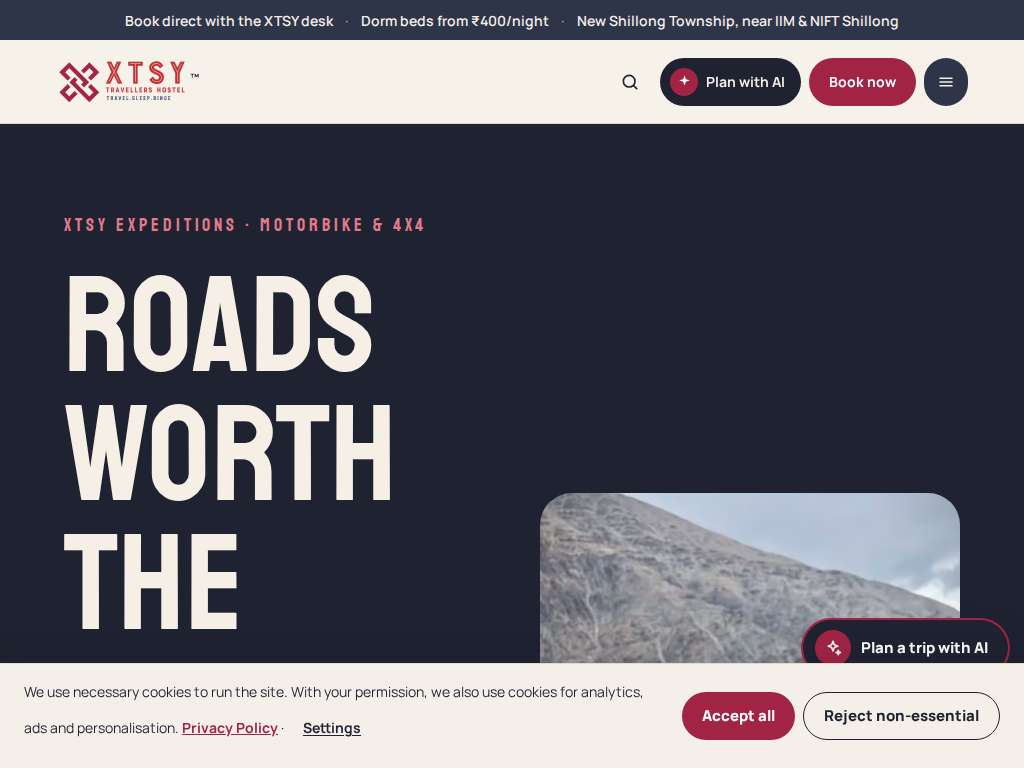 Book direct with the XTSY desk · Dorm beds from ₹400/night · New Shillong Township, near IIM & NIFT Shillong
XTSY ™
TRAVELLERS HOSTEL
TRAVEL.SLEEP.BINGE
Plan with AI
Book now
XTSY EXPEDITIONS · MOTORBIKE & 4X4
ROADS
WORTH
THE
Plan a trip with AI
We use necessary cookies to run the site. With your permission, we also use cookies for analytics,
ads and personalisation. Privacy Policy · Settings
Accept all
Reject non-essential